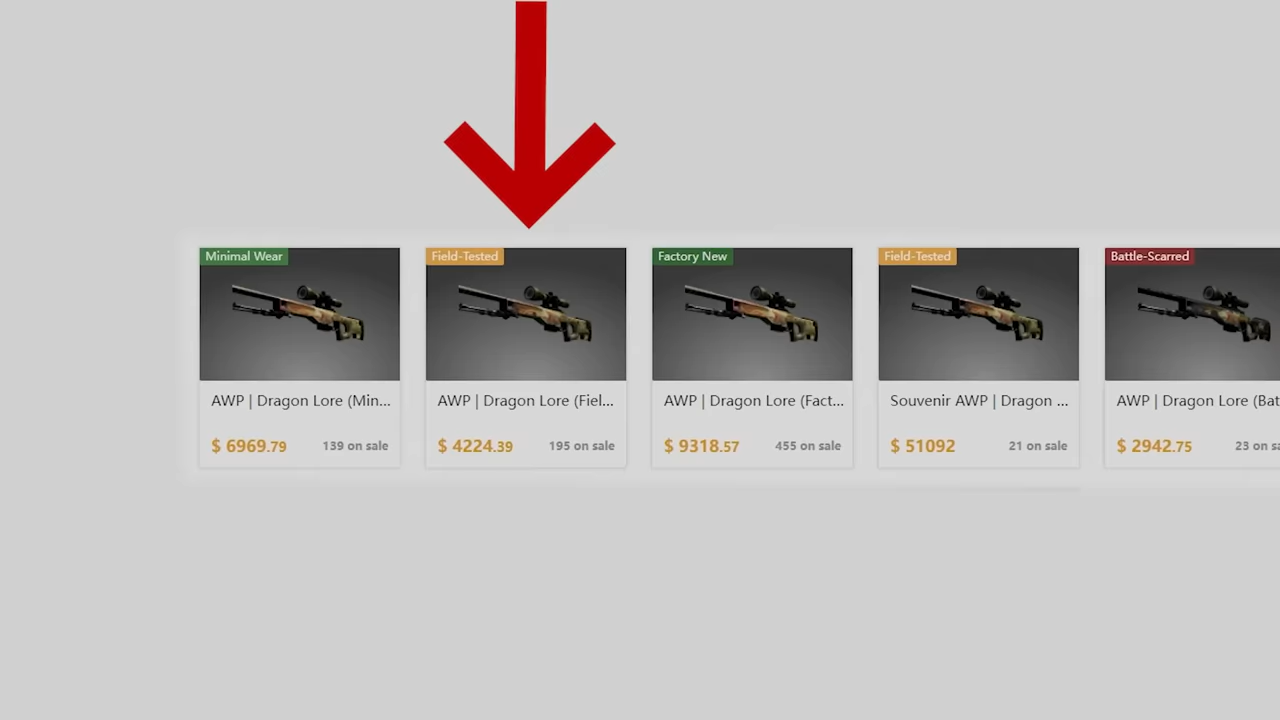 Minimal Wear
AWP | Dragon Lore (Min...
$ 6969.79 139 on sale
Field-Tested
AWP | Dragon Lore (Fiel...
$ 4224.39 195 on sale
Factory New
AWP | Dragon Lore (Fact...
$ 9318.57 455 on sale
Field-Tested
Souvenir AWP | Dragon ...
$ 51092 21 on sale
Battle-Scarred
AWP | Dragon Lore (Bat
$ 2942.75 23 on sa